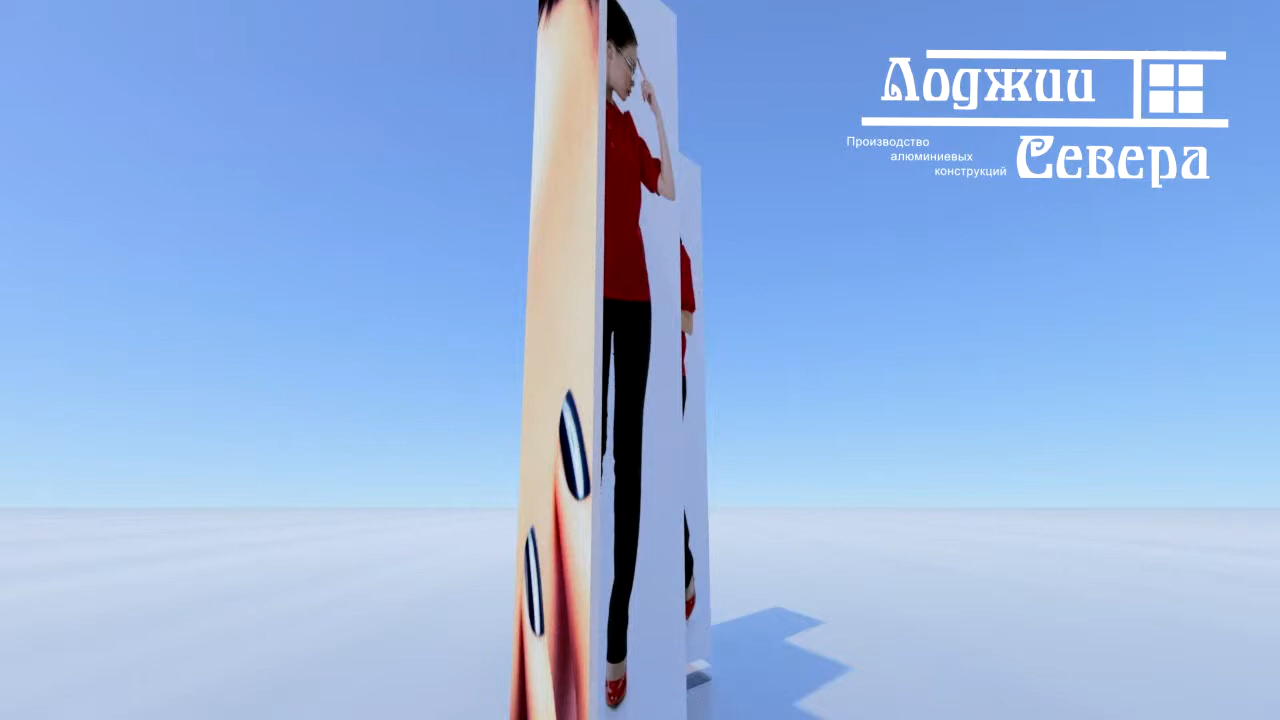 Лоджии
Производство
алюминиевых
конструкций
Севера